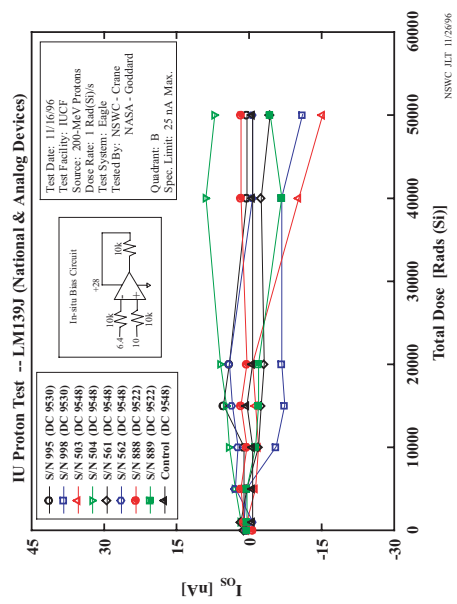 IU Proton Test -- LM139J (National & Analog Devices)
S/N 995 (DC 9530)
S/N 998 (DC 9530)
S/N 503 (DC 9548)
S/N 504 (DC 9548)
S/N 561 (DC 9548)
S/N 562 (DC 9548)
S/N 888 (DC 9522)
S/N 889 (DC 9522)
Control (DC 9548)
In-situ Bias Circuit
+28
10k
6.4
10k
10
10k
10k
Test Date: 11/16/96
Test Facility: IUCF
Source: 200-MeV Protons
Dose Rate: 1 Rad(Si)/s
Test System: Eagle
Tested By: NSWC - Crane
NASA - Goddard
Quadrant: B
Spec. Limit: 25 nA Max.
I_OS [nA]
45
30
15
0
-15
-30
0
10000
20000
30000
40000
50000
60000
Total Dose [Rads (Si)]
NSWC JLT 11/26/96